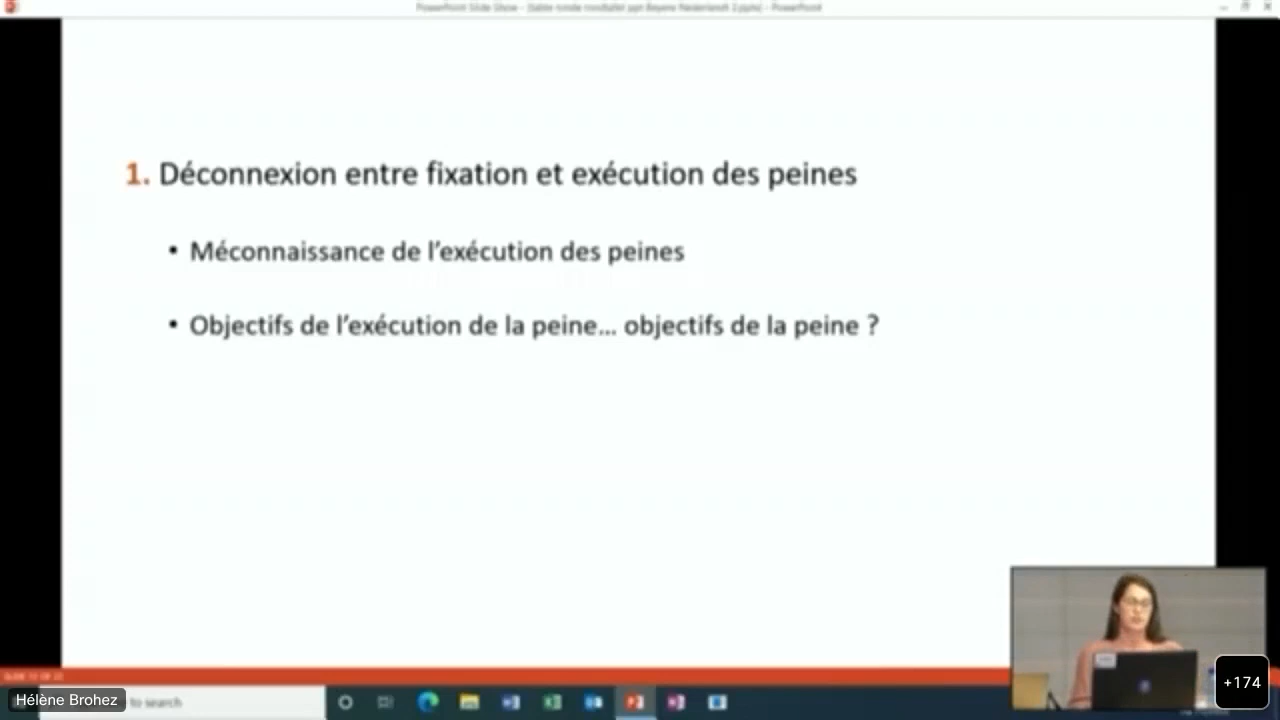 1. Déconnexion entre fixation et exécution des peines
• Méconnaissance de l'exécution des peines
• Objectifs de l'exécution de la peine... objectifs de la peine ?
Hélène Brohez
to search
+174